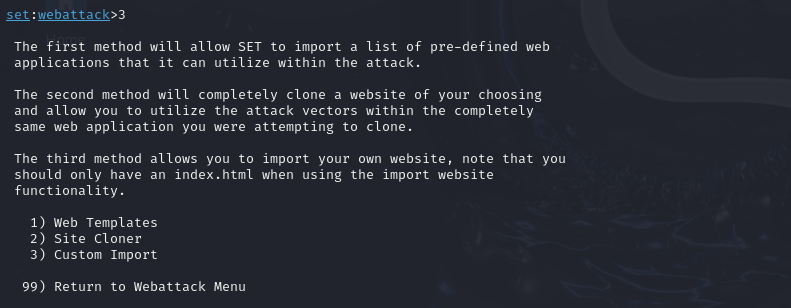 set:webattack>3
The first method will allow SET to import a list of pre-defined web
applications that it can utilize within the attack.
The second method will completely clone a website of your choosing
and allow you to utilize the attack vectors within the completely
same web application you were attempting to clone.
The third method allows you to import your own website, note that you
should only have an index.html when using the import website
functionality.
1) Web Templates
2) Site Cloner
3) Custom Import
99) Return to Webattack Menu